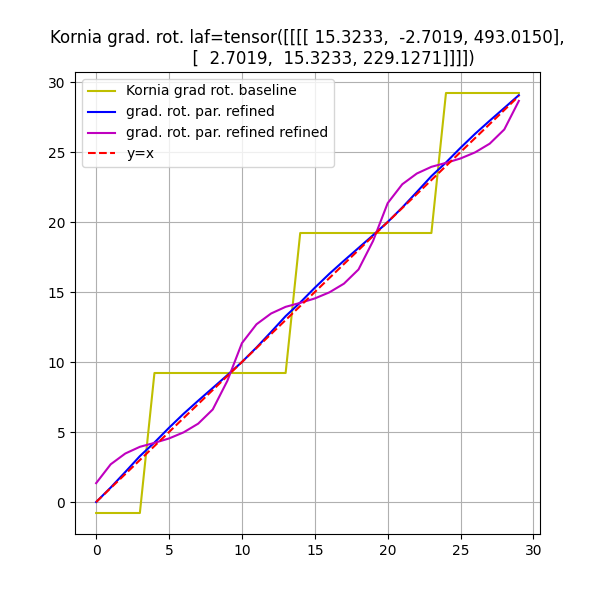 Kornia grad. rot. laf=tensor([[[[ 15.3233,  -2.7019, 493.0150],
[  2.7019,  15.3233, 229.1271]]]])
30
25
20
15
10
5
0
Kornia grad rot. baseline
grad. rot. par. refined
grad. rot. par. refined refined
y=x
0 5 10 15 20 25 30